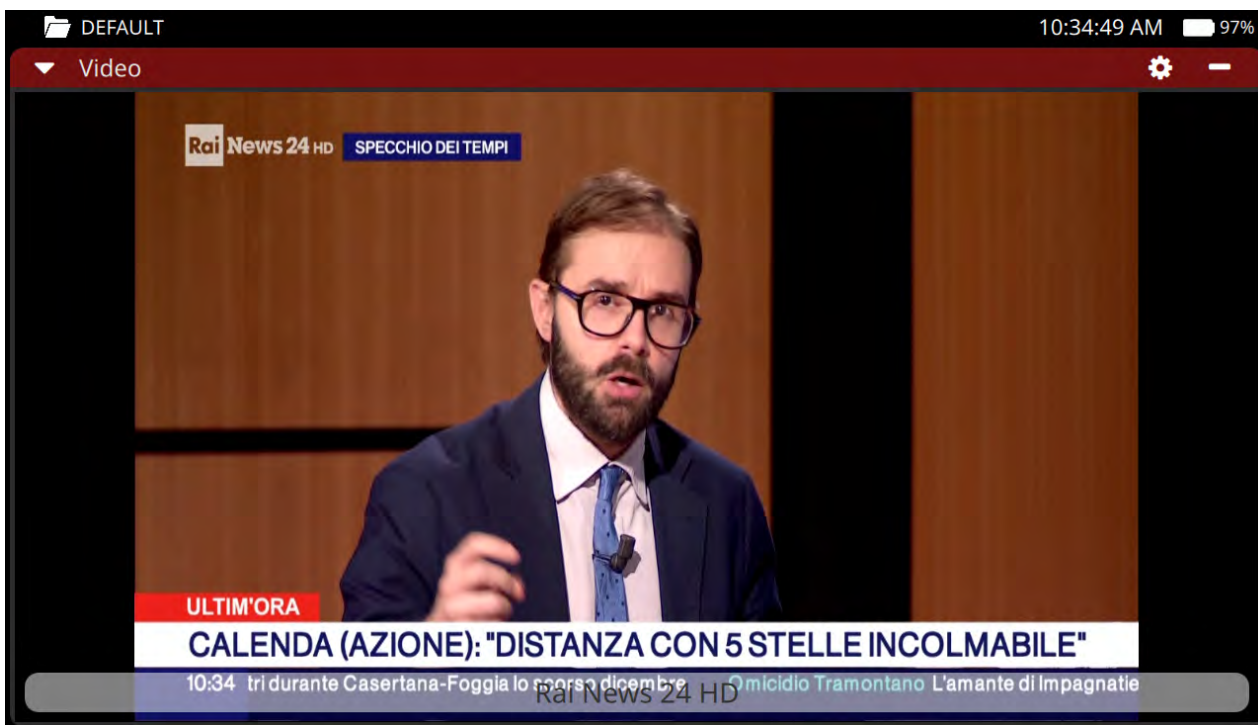 DEFAULT 10:34:49 AM 97%
Video
Rai News 24 HD SPECCHIO DEI TEMPI
ULTIM'ORA
CALENDA (AZIONE): "DISTANZA CON 5 STELLE INCOLMABILE"
10:34 tri durante Casertana-Foggia lo scorso dicembre Omicidio Tramontano L'amante di Impagnatie
Rai News 24 HD